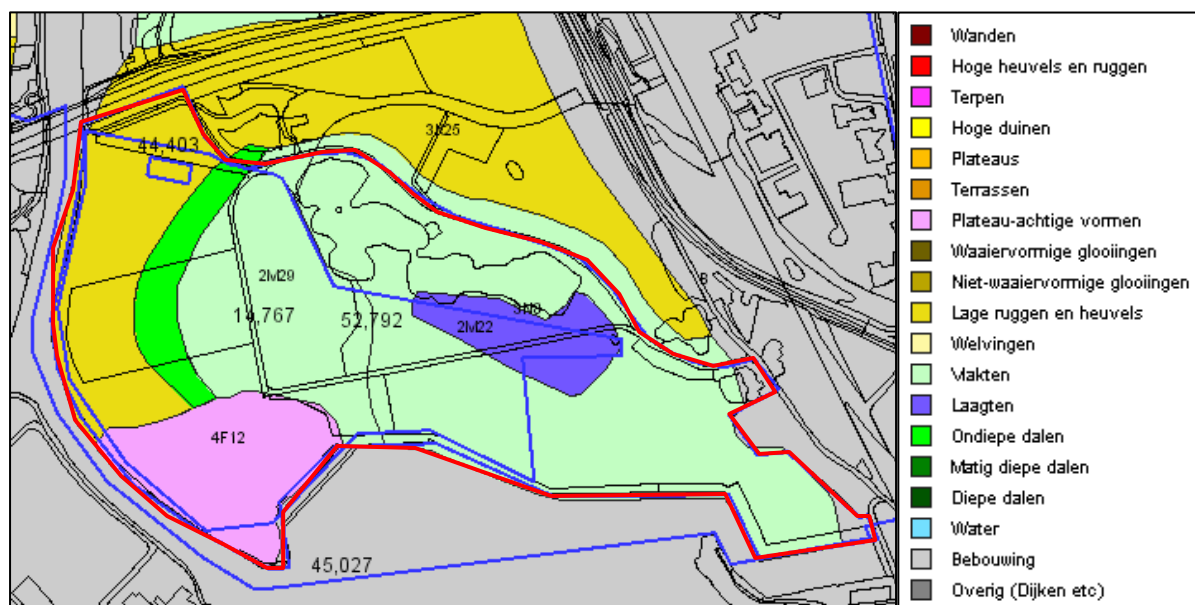 44,403
3K25
2M29
14,767
52,792
3N8
2M22
4F12
45,027
Wanden
Hoge heuvels en ruggen
Terpen
Hoge duinen
Plateaus
Terrassen
Plateau-achtige vormen
Waaiervormige glooiingen
Niet-waaiervormige glooiingen
Lage ruggen en heuvels
Welvingen
Vlakten
Laagten
Ondiepe dalen
Matig diepe dalen
Diepe dalen
Water
Bebouwing
Overig (Dijken etc)